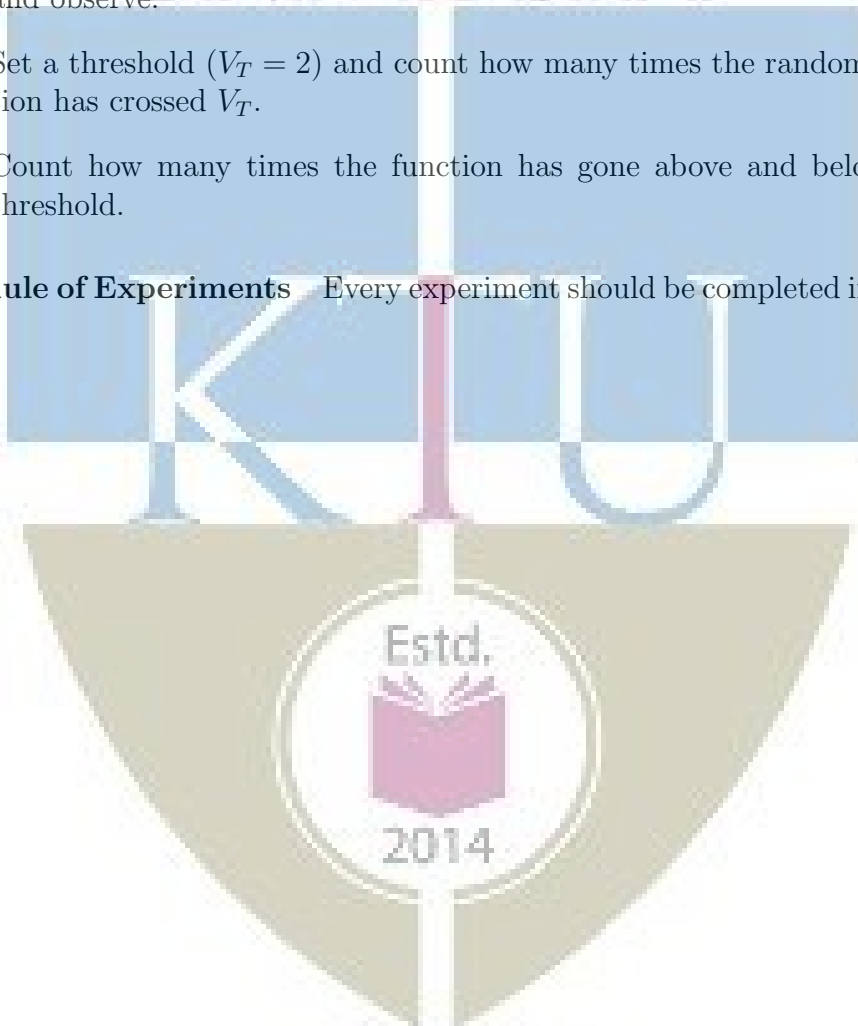 and observe.
Set a threshold (V_T = 2) and count how many times the random
ion has crossed V_T.
Count how many times the function has gone above and belo
hreshold.
ule of Experiments Every experiment should be completed i
KTU
Estd.
2014